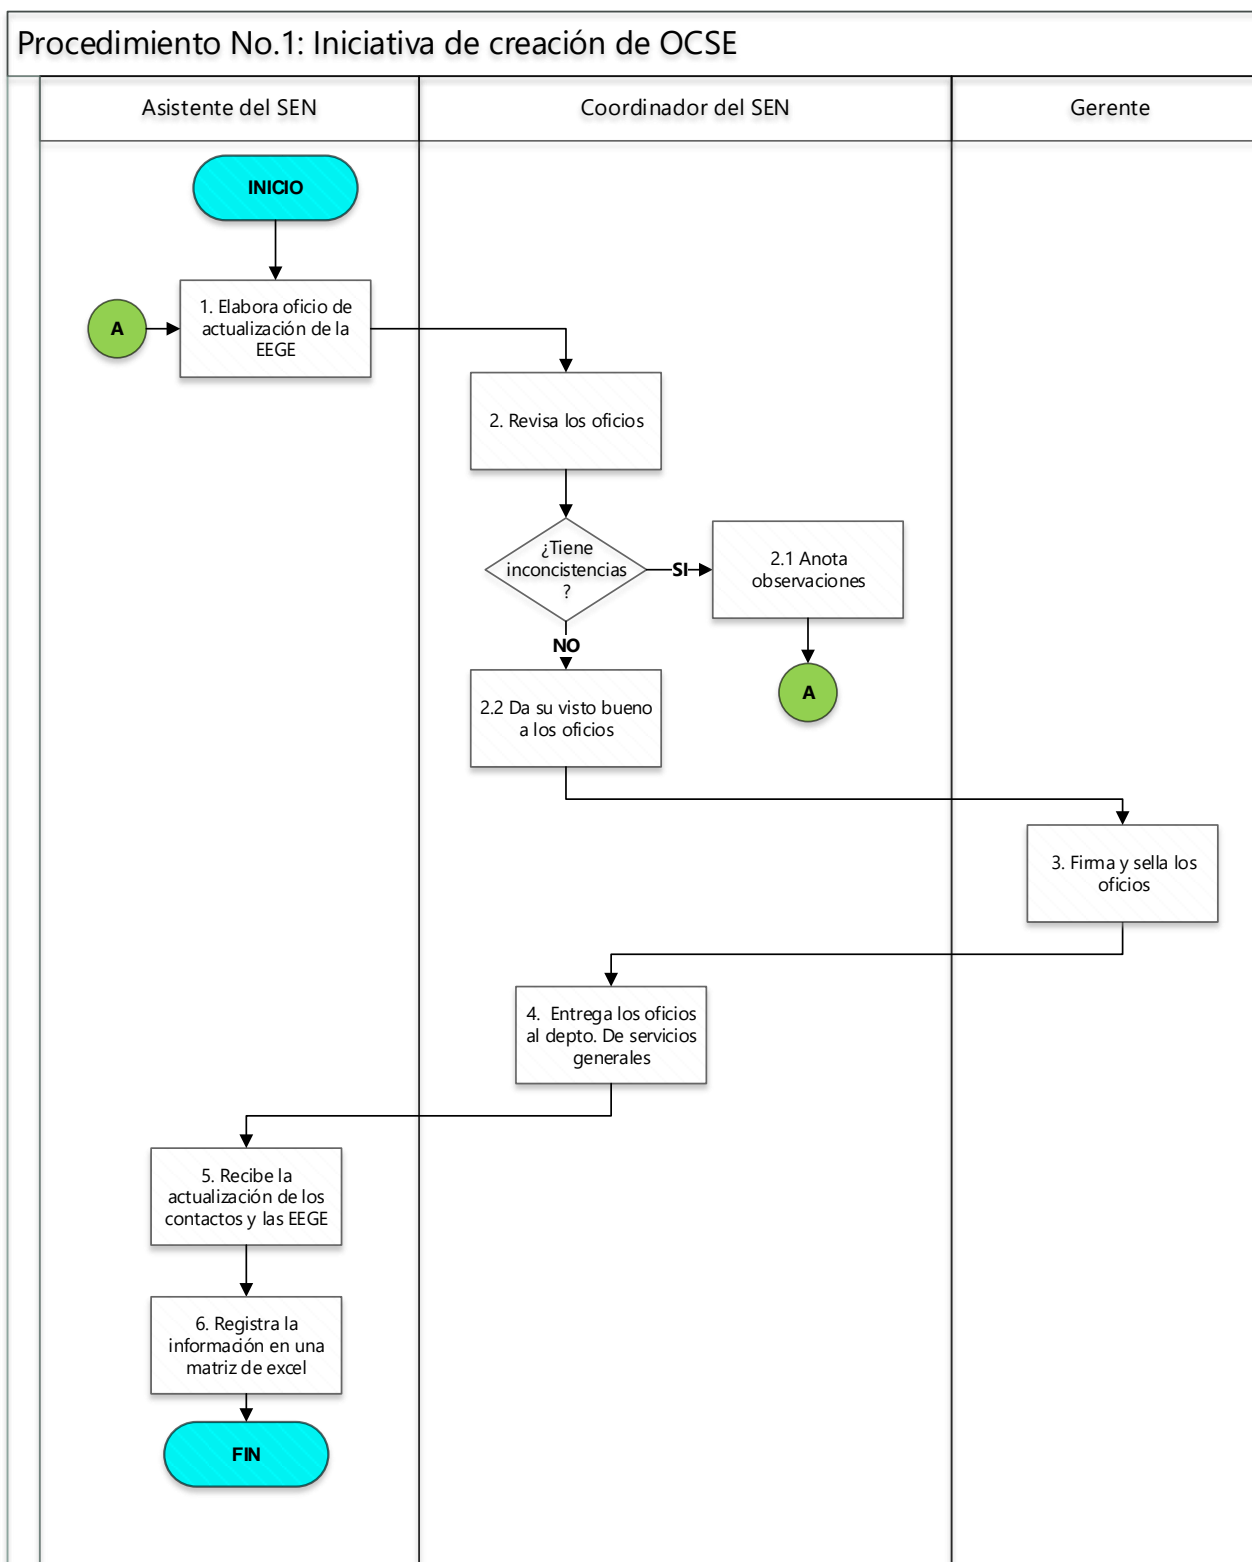 Procedimiento No.1: Iniciativa de creación de OCSE
Asistente del SEN
Coordinador del SEN
Gerente
INICIO
A
1. Elabora oficio de
actualización de la
EEGE
2. Revisa los oficios
¿Tiene
inconcistencias
?
SI
2.1 Anota
observaciones
NO
A
2.2 Da su visto bueno
a los oficios
3. Firma y sella los
oficios
4.  Entrega los oficios
al depto. De servicios
generales
5. Recibe la
actualización de los
contactos y las EEGE
6. Registra la
información en una
matriz de excel
FIN